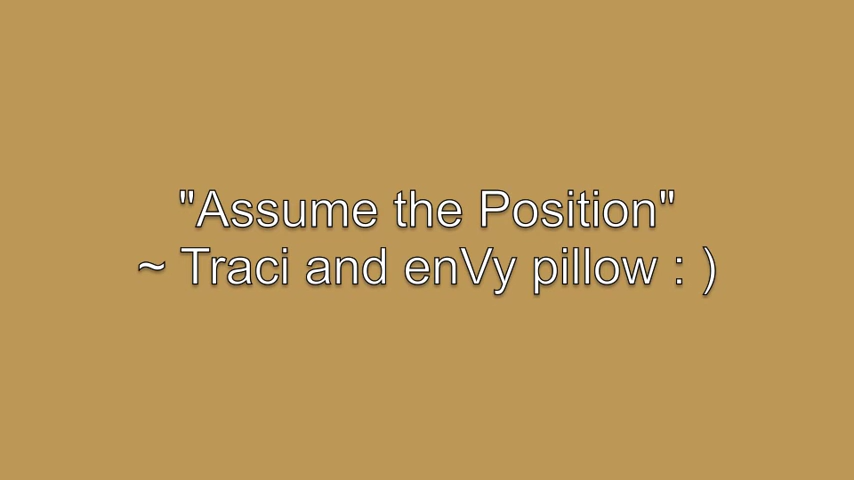 "Assume the Position"
~ Traci and enVy pillow : )